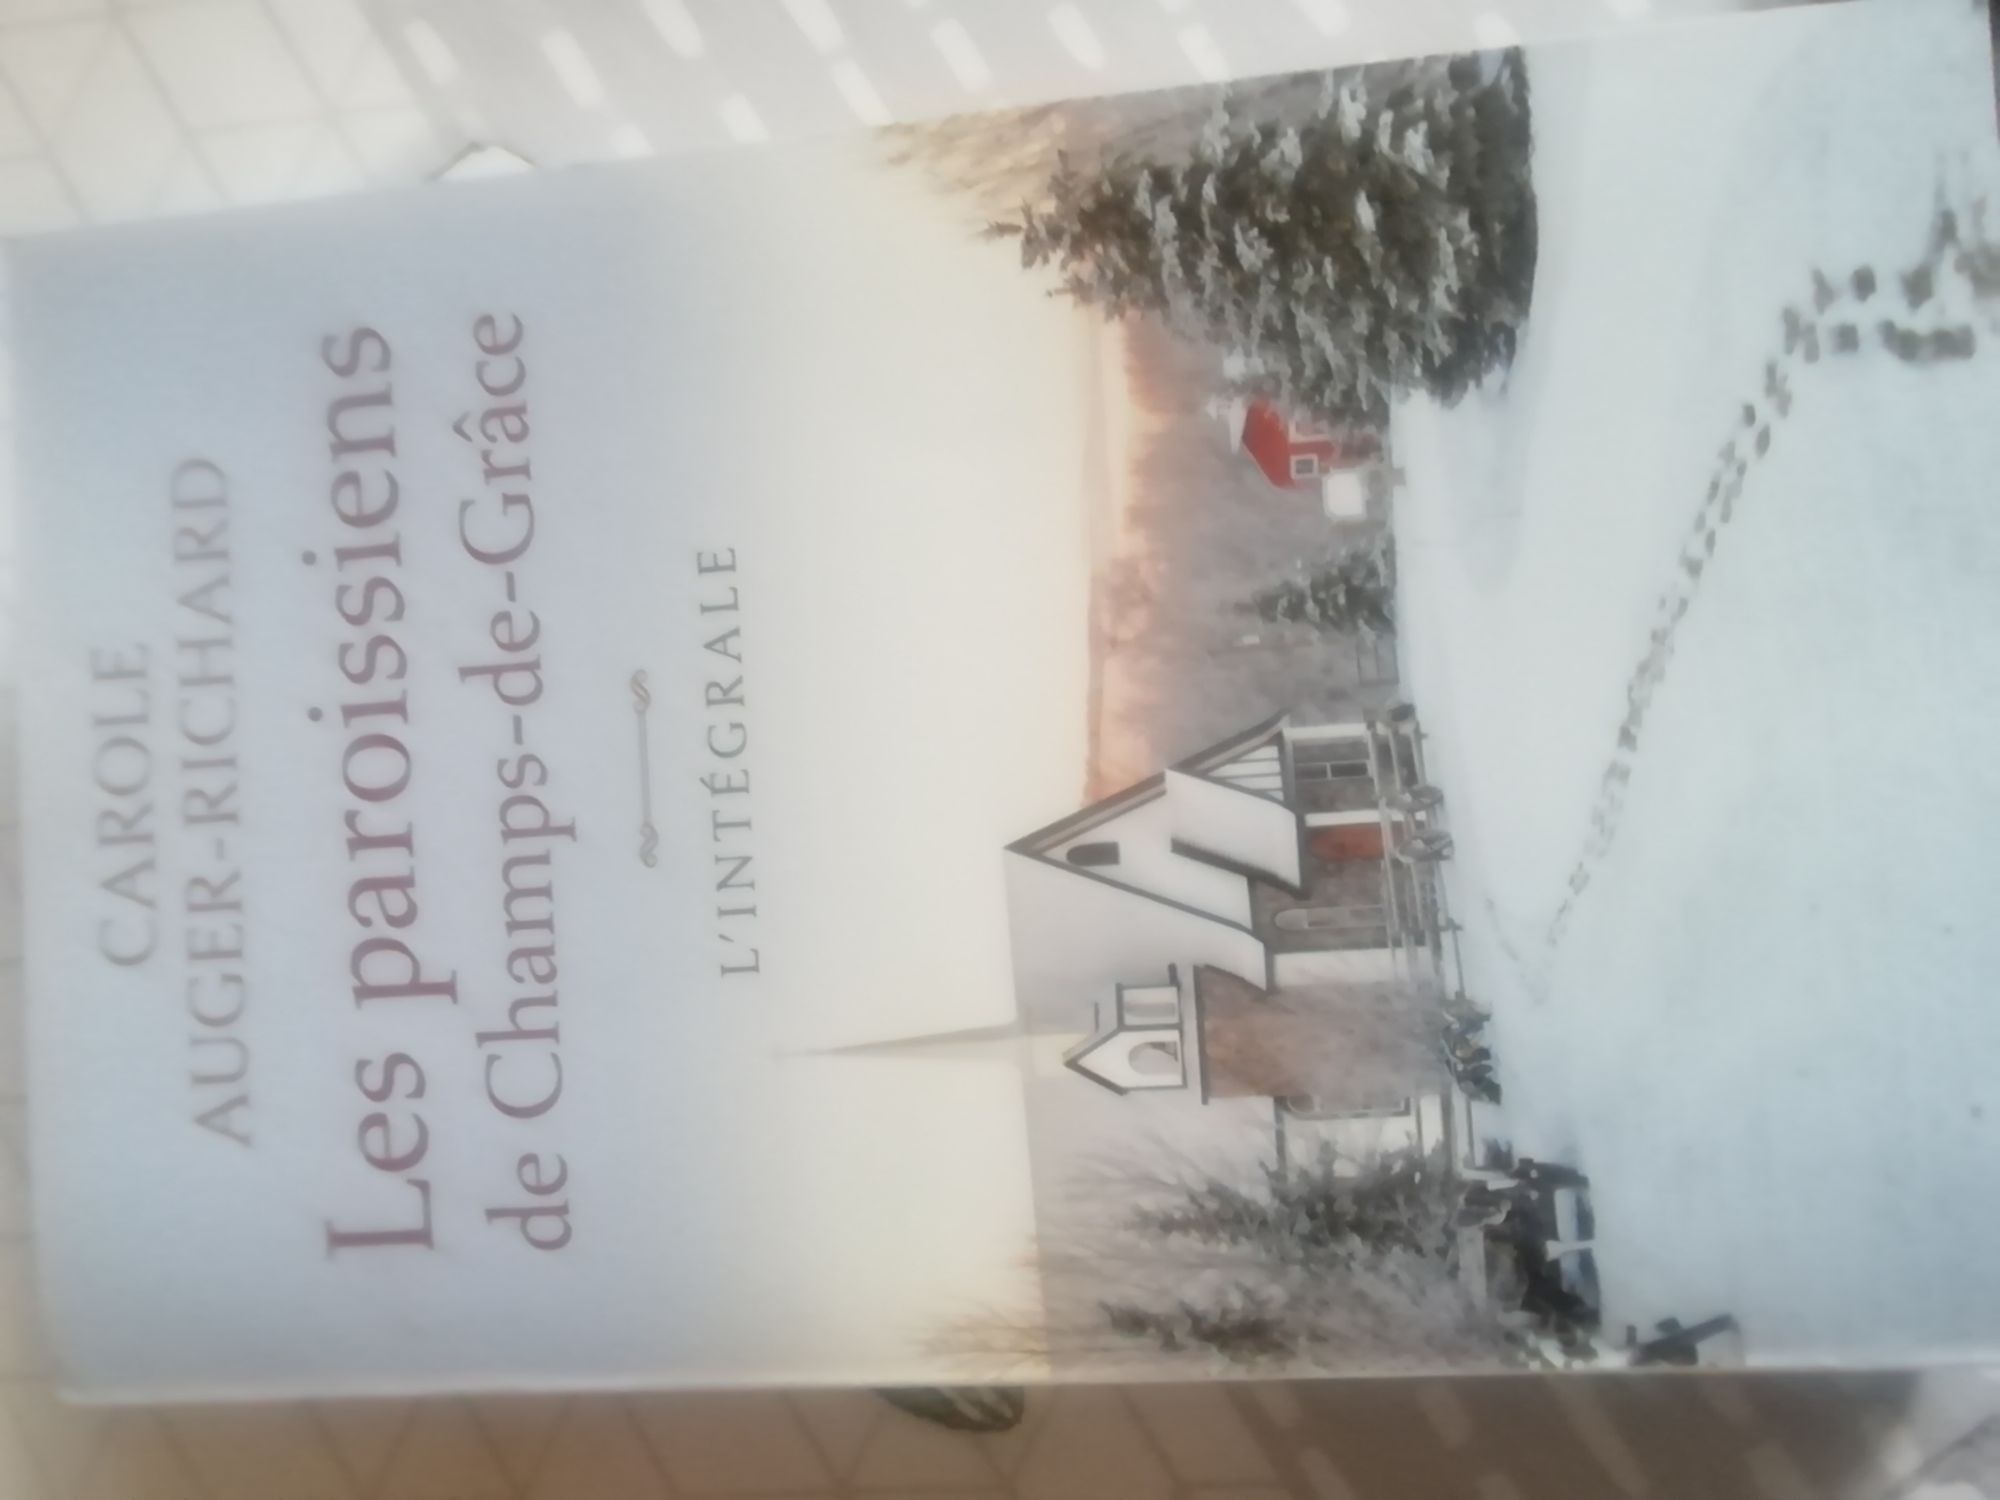 CAROLE
AUGER-RICHARD
Les paroissiens
de Champs-de-Grâce
L'INTÉGRALE